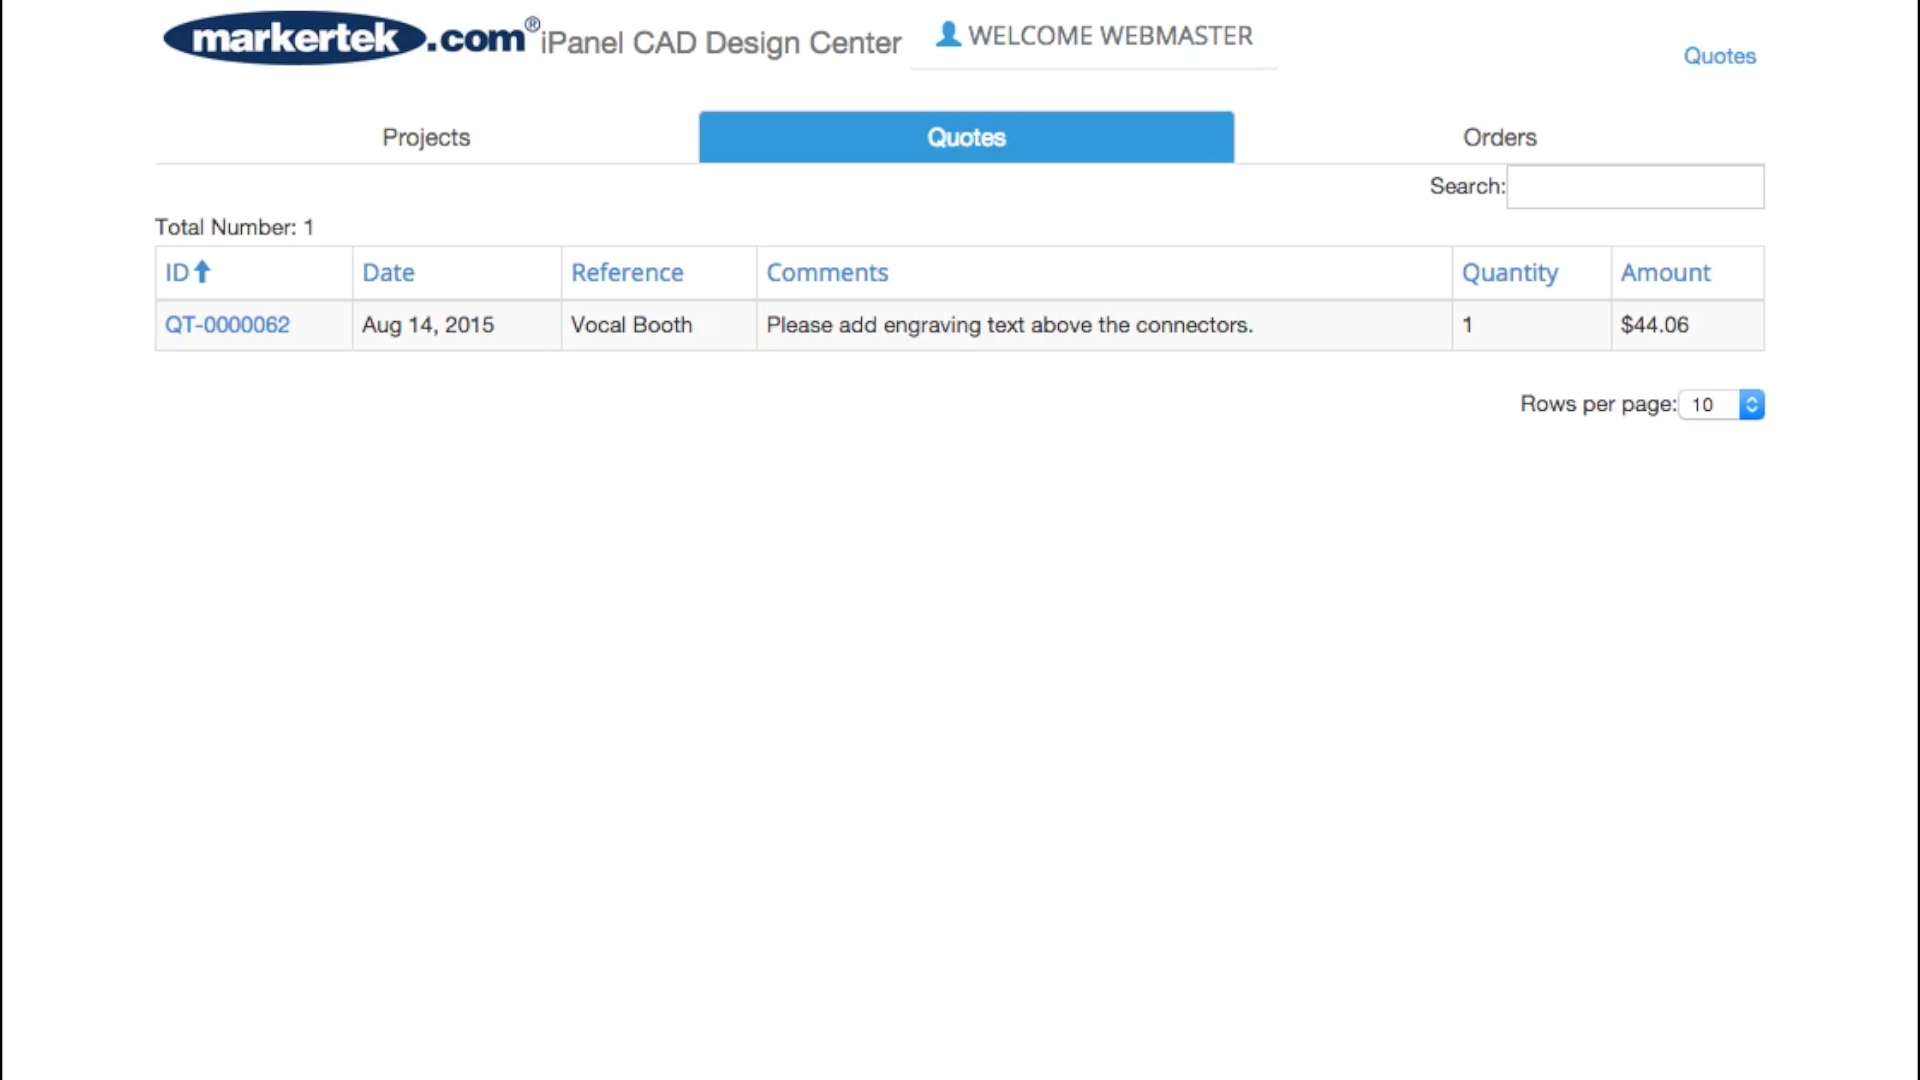 markertek.com® iPanel CAD Design Center WELCOME WEBMASTER
Quotes
Projects Quotes Orders
Search:
Total Number: 1
ID Date Reference Comments Quantity Amount
QT-0000062 Aug 14, 2015 Vocal Booth Please add engraving text above the connectors. 1 $44.06
Rows per page: 10